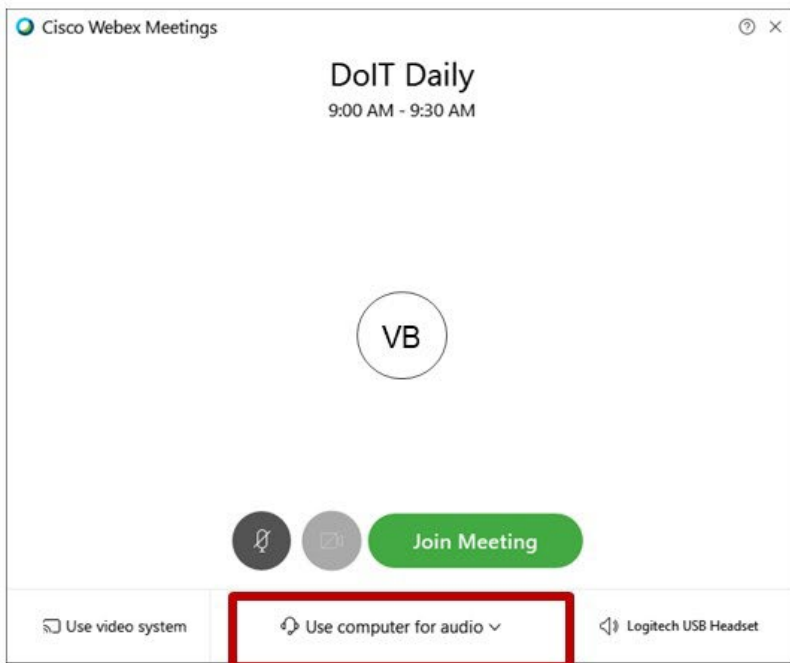 Cisco Webex Meetings
DoIT Daily
9:00 AM - 9:30 AM
VB
Join Meeting
Use video system
Use computer for audio
Logitech USB Headset